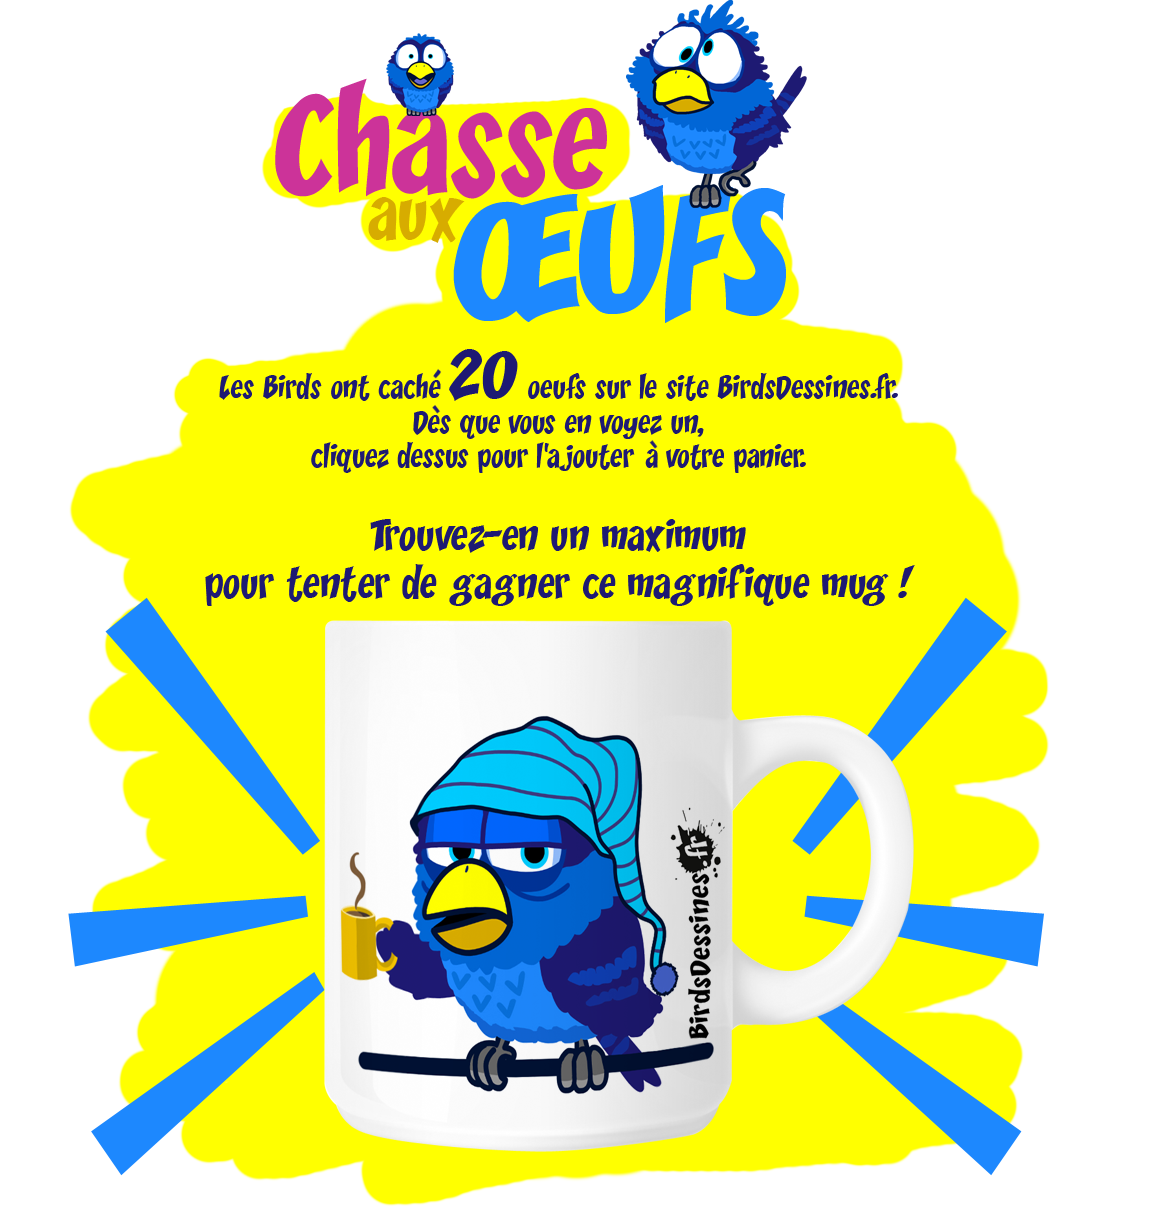 Chasse
aux ŒUFS
Les Birds ont caché 20 oeufs sur le site BirdsDessines.fr.
Dès que vous en voyez un,
cliquez dessus pour l'ajouter à votre panier.
Trouvez-en un maximum
pour tenter de gagner ce magnifique mug !
BirdsDessines.fr